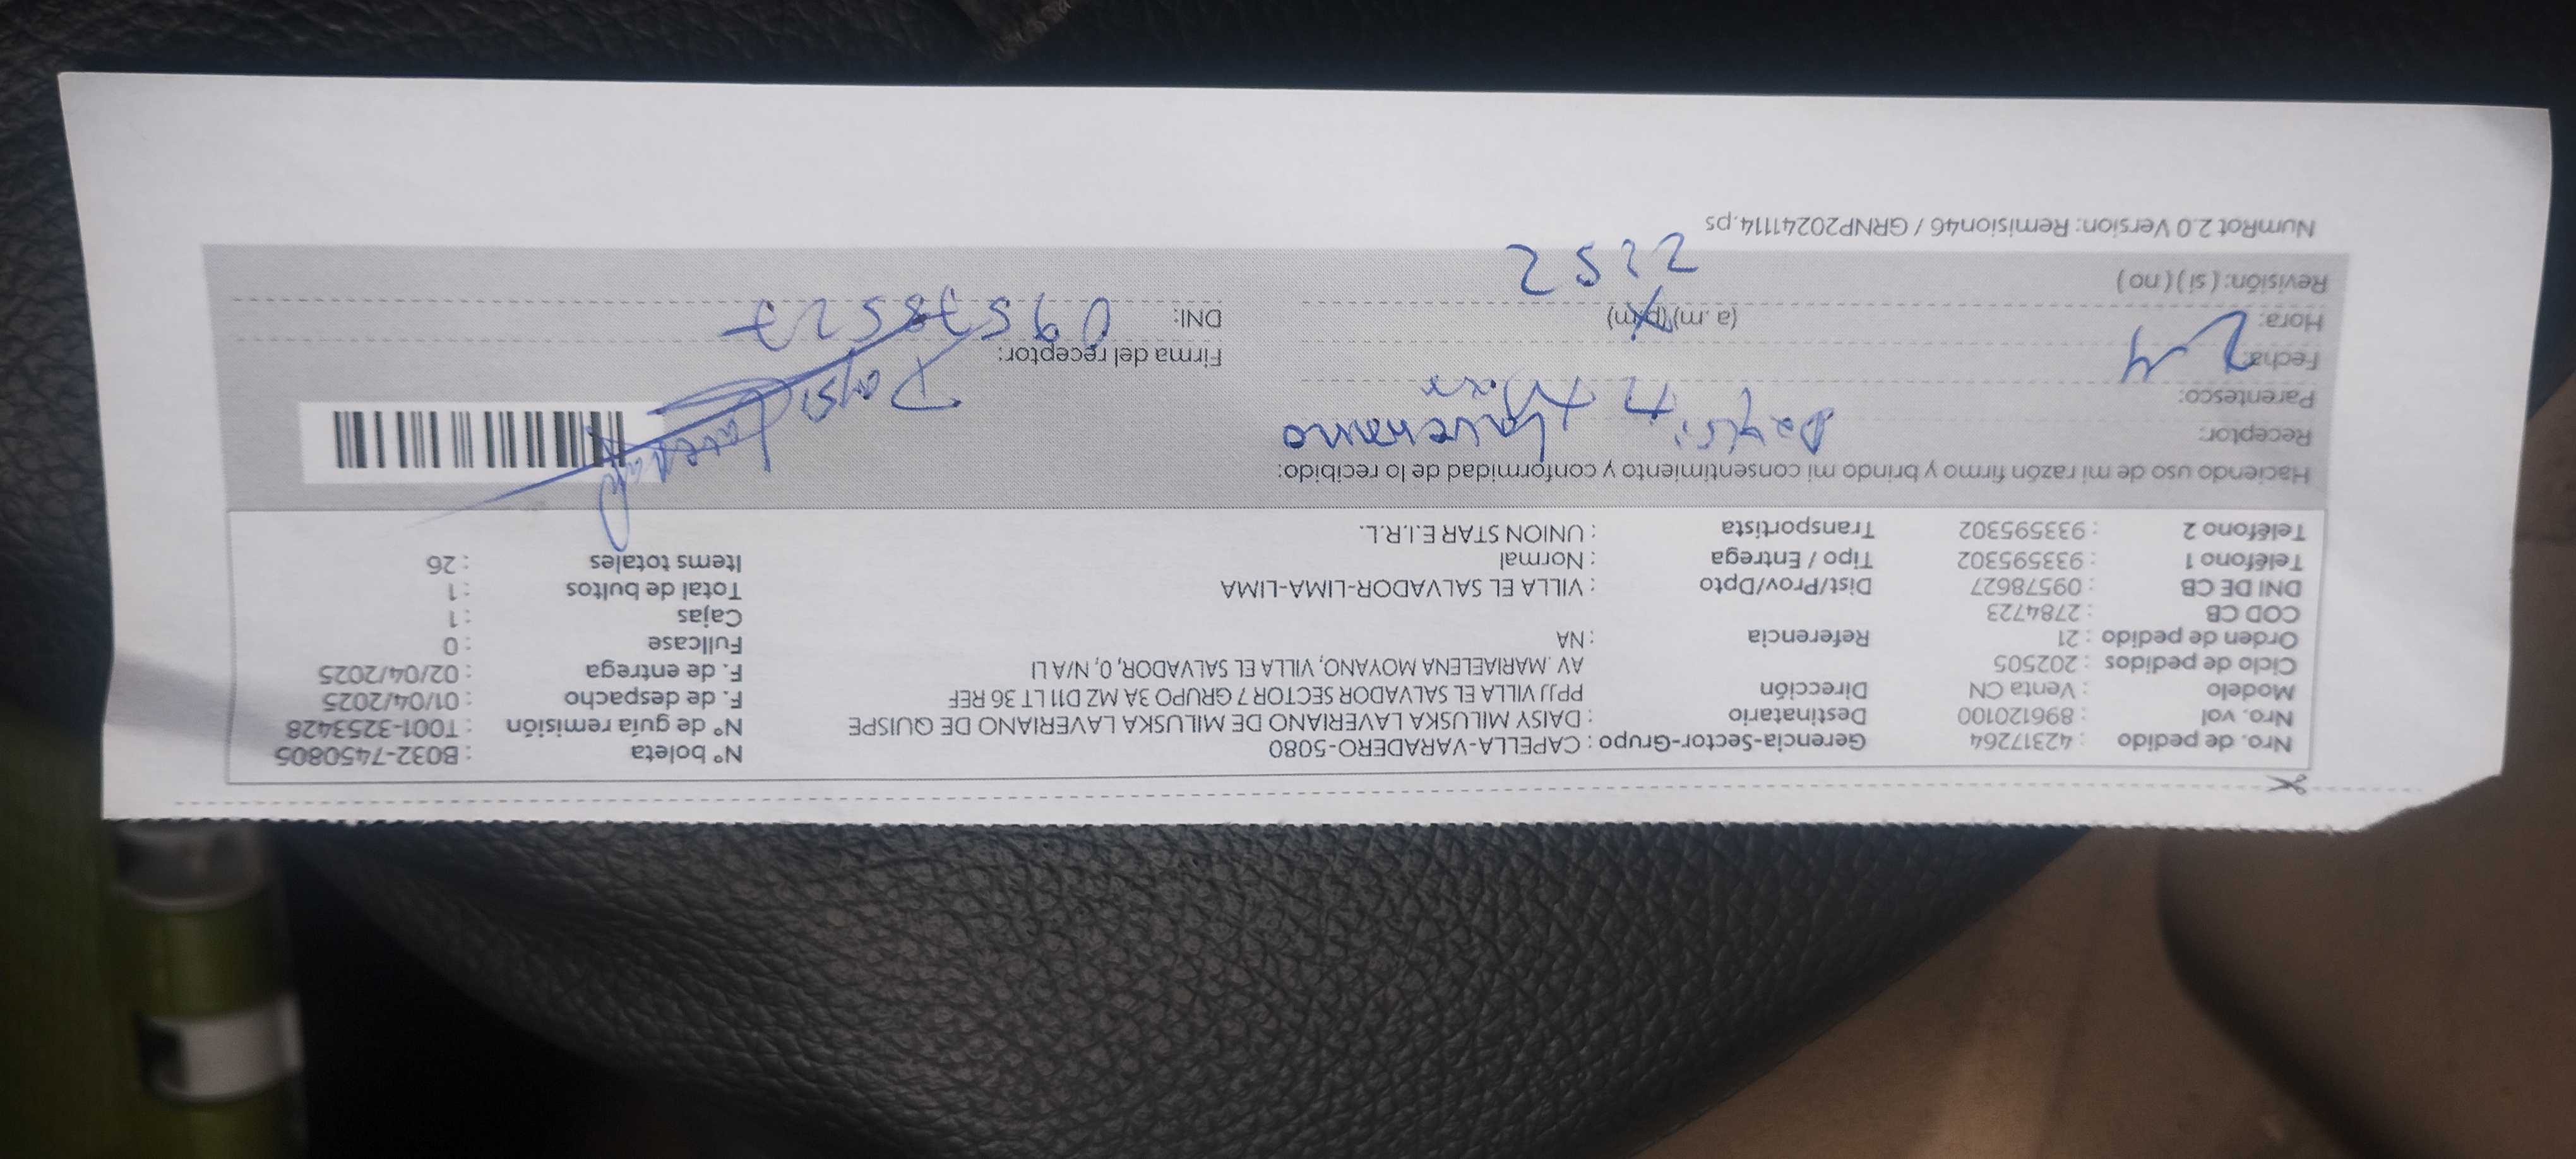 Nro. de pedido : 42317264 Gerencia-Sector-Grupo : CAPELLA-VARADERO-5080 N° boleta : B032-7450805
Nro. vol : 896120100 Destinatario : DAISY MILUSKA LAVERIANO DE MILUSKA LAVERIANO DE QUISPE N° de guía remisión : T001-3253428
Modelo : Venta CN Dirección PPJJ VILLA EL SALVADOR SECTOR 7 GRUPO 3A MZ D11 LT 36 REF F. de despacho : 01/04/2025
Ciclo de pedidos : 202505 AV .MARIAELENA MOYANO, VILLA EL SALVADOR, 0, N/A LI F. de entrega : 02/04/2025
Orden de pedido : 21 Referencia : NA Fullcase : 0
COD CB : 2784723 Cajas : 1
DNI DE CB : 09578627 Dist/Prov/Dpto : VILLA EL SALVADOR-LIMA-LIMA Total de bultos : 1
Teléfono 1 : 933595302 Tipo / Entrega : Normal Items totales : 26
Teléfono 2 : 933595302 Transportista : UNION STAR E.I.R.L.
Haciendo uso de mi razón firmo y brindo mi consentimiento y conformidad de lo recibido:
Receptor:
Parentesco:
Fecha: 2 4 Firma del receptor:
Hora: (a .m) (p.m) DNI:
Revisión: ( si ) ( no ) 2252
NumRot 2.0 Version: Remision46 / GRNP20241114.ps